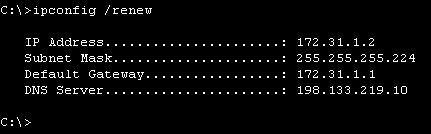 C:\>ipconfig /renew
IP Address......................: 172.31.1.2
Subnet Mask.....................: 255.255.255.224
Default Gateway.................: 172.31.1.1
DNS Server......................: 198.133.219.10
C:\>